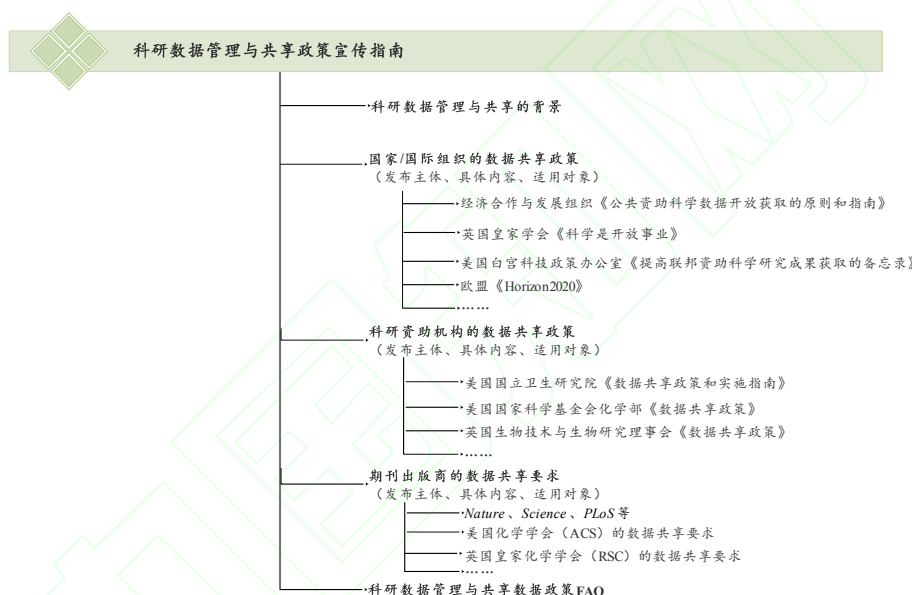 科研数据管理与共享政策宣传指南
科研数据管理与共享的背景
国家/国际组织的数据共享政策
（发布主体、具体内容、适用对象）
经济合作与发展组织《公共资助科学数据开放获取的原则和指南》
英国皇家学会《科学是开放事业》
美国白宫科技政策办公室《提高联邦资助科学研究成果获取的备忘录》
欧盟《Horizon2020》
……
科研资助机构的数据共享政策
（发布主体、具体内容、适用对象）
美国国立卫生研究院《数据共享政策和实施指南》
美国国家科学基金会化学部《数据共享政策》
英国生物技术与生物研究理事会《数据共享政策》
……
期刊出版商的数据共享要求
（发布主体、具体内容、适用对象）
Nature、Science、PLoS等
美国化学学会（ACS）的数据共享要求
英国皇家化学学会（RSC）的数据共享要求
……
科研数据管理与共享数据政策FAQ